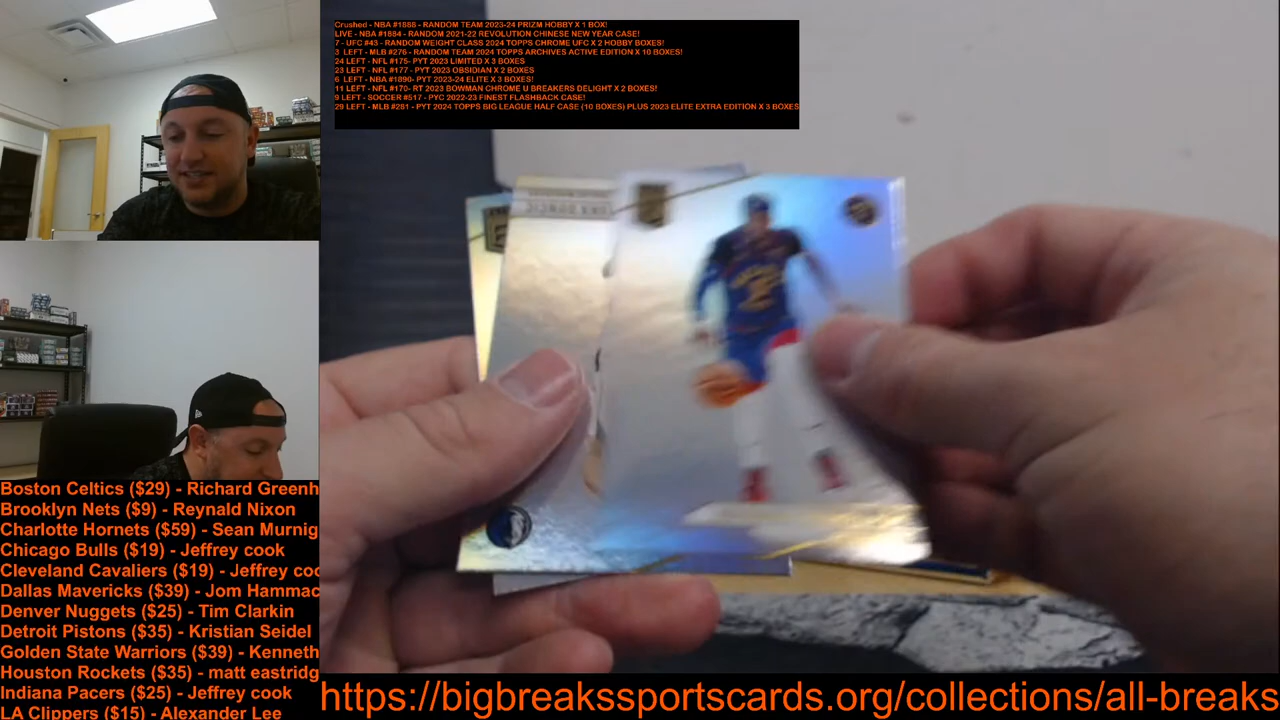 Crushed - NBA #1888 - RANDOM TEAM 2023-24 PRIZM HOBBY X 1 BOX!
LIVE - NBA #1884 - RANDOM 2021-22 REVOLUTION CHINESE NEW YEAR CASE!
7 - UFC #43 - RANDOM WEIGHT CLASS 2024 TOPPS CHROME UFC X 2 HOBBY BOXES!
3 LEFT - MLB #276 - RANDOM TEAM 2024 TOPPS ARCHIVES ACTIVE EDITION X 10 BOXES!
24 LEFT - NFL #175- PYT 2023 LIMITED X 3 BOXES
23 LEFT - NFL #177 - PYT 2023 OBSIDIAN X 2 BOXES
6 LEFT - NBA #1890- PYT 2023-24 ELITE X 3 BOXES!
11 LEFT - NFL #170- RT 2023 BOWMAN CHROME U BREAKERS DELIGHT X 2 BOXES!
9 LEFT - SOCCER #517 - PYC 2022-23 FINEST FLASHBACK CASE!
29 LEFT - MLB #281 - PYT 2024 TOPPS BIG LEAGUE HALF CASE (10 BOXES) PLUS 2023 ELITE EXTRA EDITION X 3 BOXES
Boston Celtics ($29) - Richard Greenh
Brooklyn Nets ($9) - Reynald Nixon
Charlotte Hornets ($59) - Sean Murnig
Chicago Bulls ($19) - Jeffrey cook
Cleveland Cavaliers ($19) - Jeffrey coo
Dallas Mavericks ($39) - Jom Hammac
Denver Nuggets ($25) - Tim Clarkin
Detroit Pistons ($35) - Kristian Seidel
Golden State Warriors ($39) - Kenneth
Houston Rockets ($35) - matt eastridg
Indiana Pacers ($25) - Jeffrey cook
LA Clippers ($15) - Alexander Lee
https://bigbreakssportscards.org/collections/all-breaks